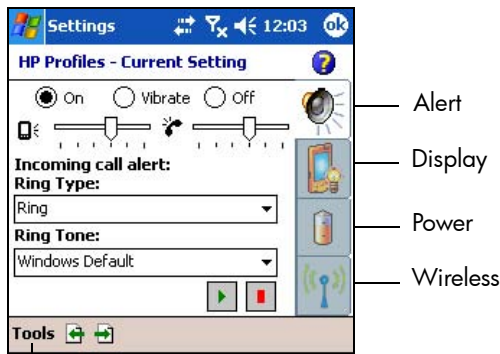 Settings 12:03 ok
HP Profiles - Current Setting ?
On Vibrate Off
Incoming call alert:
Ring Type:
Ring
Ring Tone:
Windows Default
Tools
Alert
Display
Power
Wireless